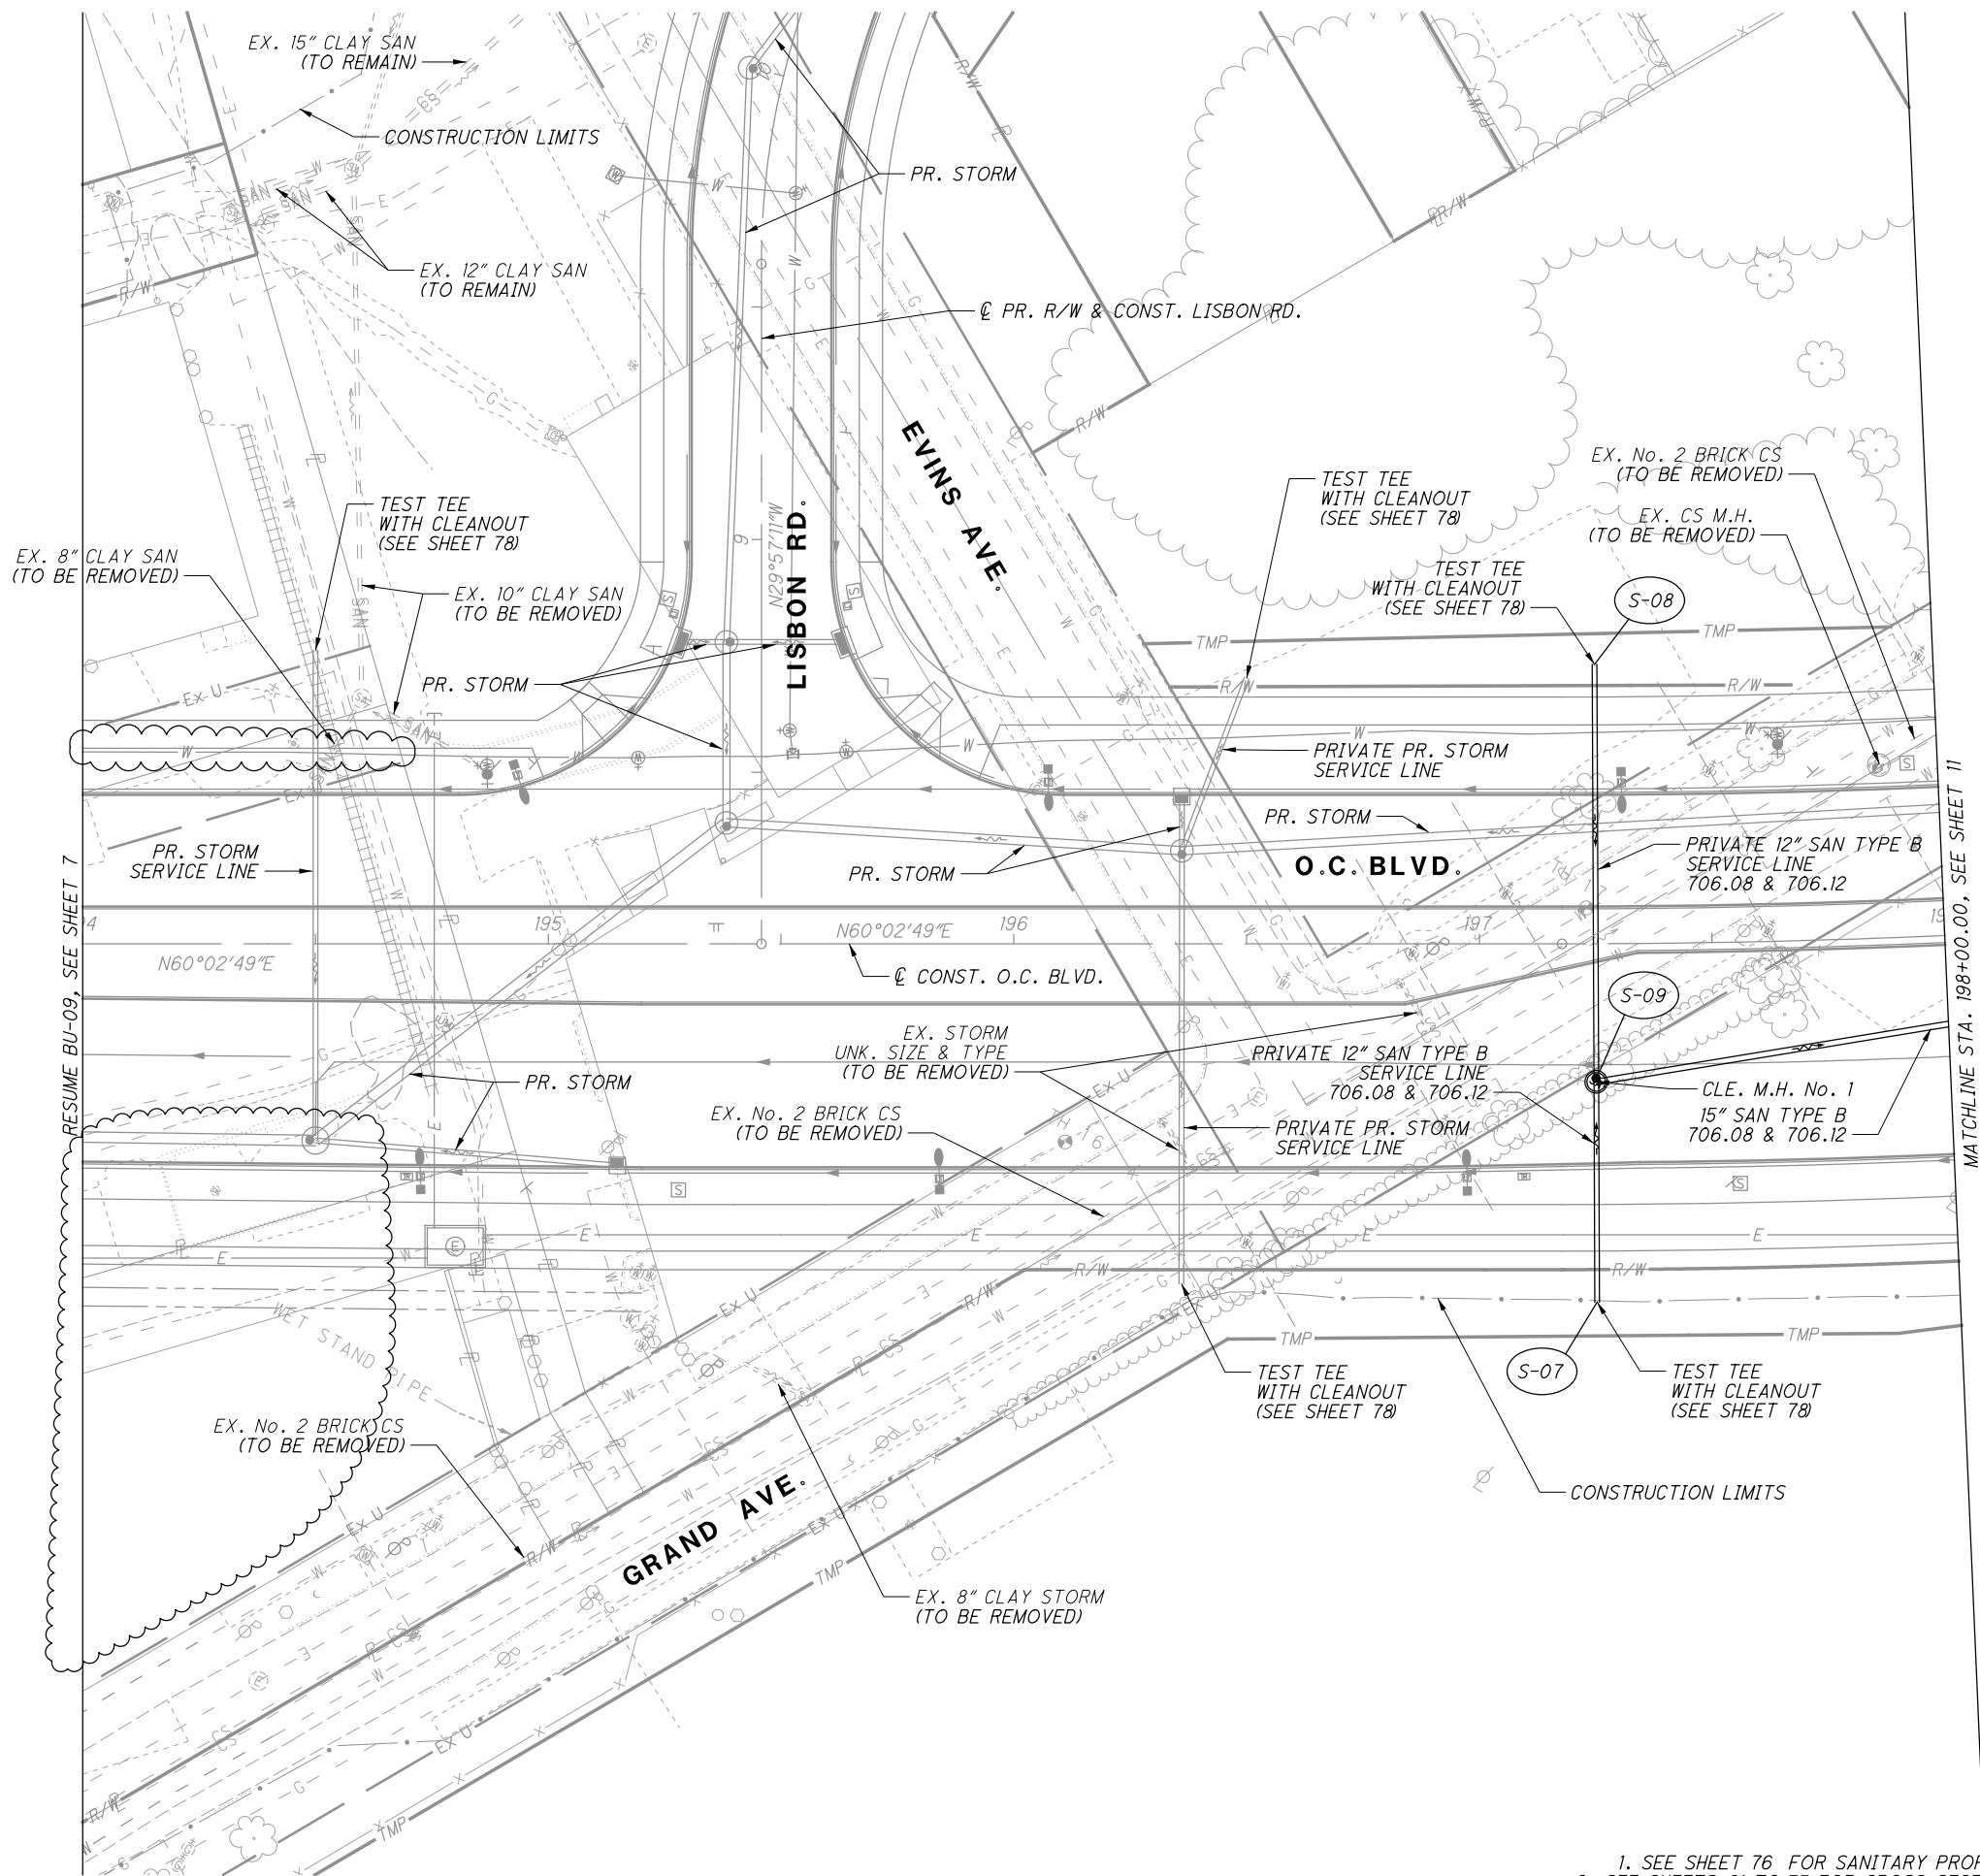 EX. 15" CLAY SAN
(TO REMAIN)
CONSTRUCTION LIMITS
PR. STORM
EX. 12" CLAY SAN
(TO REMAIN)
℄ PR. R/W & CONST. LISBON RD.
EVINS AVE.
LISBON RD.
N29°57'11"W
9
TEST TEE
WITH CLEANOUT
(SEE SHEET 78)
EX. 8" CLAY SAN
(TO BE REMOVED)
EX. 10" CLAY SAN
(TO BE REMOVED)
PR. STORM
TEST TEE
WITH CLEANOUT
(SEE SHEET 78)
EX. No. 2 BRICK CS
(TO BE REMOVED)
EX. CS M.H.
(TO BE REMOVED)
TEST TEE
WITH CLEANOUT
(SEE SHEET 78)
S-08
TMP
TMP
R/W
R/W
PRIVATE PR. STORM
SERVICE LINE
PR. STORM
PR. STORM
SERVICE LINE
PR. STORM
O.C. BLVD.
PRIVATE 12" SAN TYPE B
SERVICE LINE
706.08 & 706.12
RESUME BU-09, SEE SHEET 7
MATCHLINE STA. 198+00.00, SEE SHEET 11
195
N60°02'49"E
196
197
N60°02'49"E
℄ CONST. O.C. BLVD.
S-09
EX. STORM
UNK. SIZE & TYPE
(TO BE REMOVED)
PRIVATE 12" SAN TYPE B
SERVICE LINE
706.08 & 706.12
CLE. M.H. No. 1
15" SAN TYPE B
706.08 & 706.12
PR. STORM
EX. No. 2 BRICK CS
(TO BE REMOVED)
PRIVATE PR. STORM
SERVICE LINE
E
E
E
E
R/W
R/W
R/W
WET STAND PIPE
EX U
TMP
TMP
S-07
TEST TEE
WITH CLEANOUT
(SEE SHEET 78)
TEST TEE
WITH CLEANOUT
(SEE SHEET 78)
EX. No. 2 BRICK CS
(TO BE REMOVED)
CONSTRUCTION LIMITS
GRAND AVE.
EX. 8" CLAY STORM
(TO BE REMOVED)
TMP
EX U
R/W
TMP
1. SEE SHEET 76 FOR SANITARY PROF